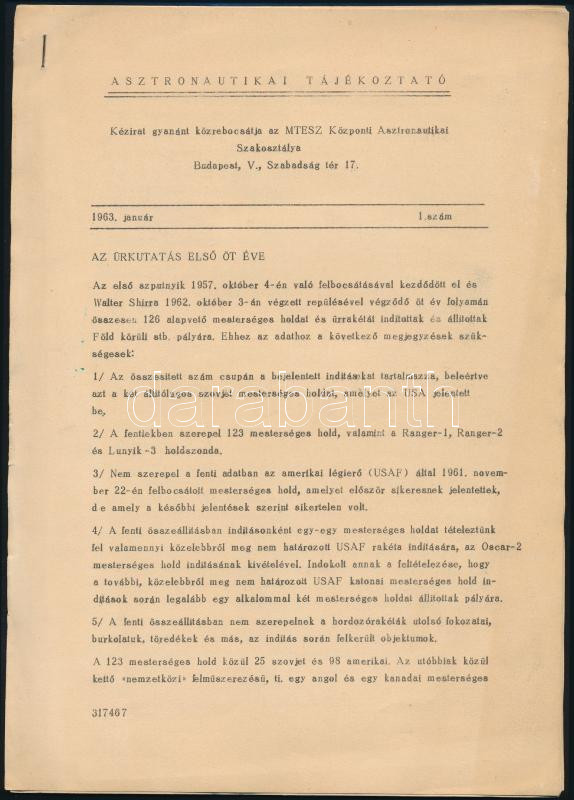 ASZTRONAUTIKAI TÁJÉKOZTATÓ
Kézirat gyanánt közrebocsátja az MTESZ Központi Asztronautikai
Szakosztálya
Budapest, V., Szabadság tér 17.
1963. január 1.szám
AZ ŰRKUTATÁS ELSŐ ÖT ÉVE
Az első szputnyik 1957. október 4-én való felbocsátásával kezdődött el és
Walter Shirra 1962. október 3-án végzett repülésével végződő öt év folyamán
összesen 126 alapvető mesterséges holdat és űrrakétát indítottak és állítottak
Föld körüli stb. pályára. Ehhez az adathoz a következő megjegyzések szük-
ségesek:
1/ Az összesített szám csupán a bejelentett indításokat tartalmazza, beleértve
azt a két állítólagos szovjet mesterséges holdat, amelyet az USA jelentett
be,
2/ A fentiekben szerepel 123 mesterséges hold, valamint a Ranger-1, Ranger-2
és Lunyik -3 holdszonda.
3/ Nem szerepel a fenti adatban az amerikai légierő (USAF) által 1961. novem-
ber 22-én felbocsátott mesterséges hold, amelyet először sikeresnek jelentettek,
de amely a későbbi jelentések szerint sikertelen volt.
4/ A fenti összeállításban indításonként egy-egy mesterséges holdat tételeztünk
fel valamennyi közelebbről meg nem határozott USAF rakéta indítására, az Oscar-2
mesterséges hold indításának kivételével. Indokolt annak a feltételezése, hogy
a további, közelebbről meg nem határozott USAF katonai mesterséges hold in-
dítások során legalább egy alkalommal két mesterséges holdat állítottak pályára.
5/ A fenti összeállításban nem szerepelnek a hordozórakéták utolsó fokozatai,
burkolatuk, töredékek és más, az indítás során felkerült objektumok.
A 123 mesterséges hold közül 25 szovjet és 98 amerikai. Az utóbbiak közül
kettő «nemzetközi» felműszerezésű, ti. egy angol és egy kanadai mesterséges
317467
darabanth